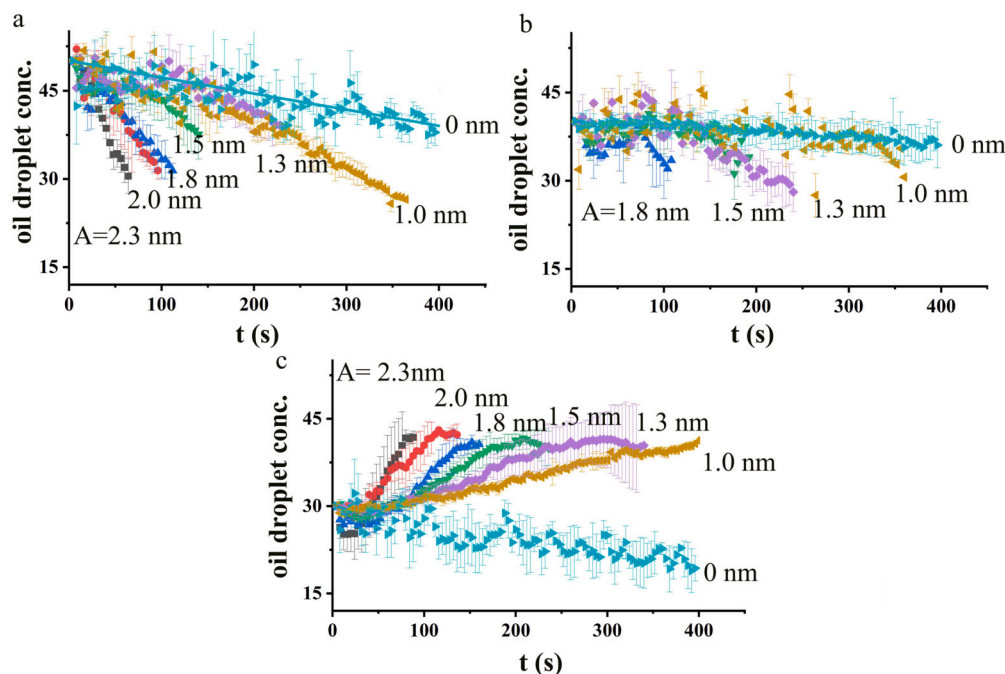 a
oil droplet conc.
45
30
15
0
100
200
300
400
t (s)
0 nm
1.5 nm
1.3 nm
1.8 nm
2.0 nm
1.0 nm
A=2.3 nm
b
oil droplet conc.
45
30
15
0
100
200
300
400
t (s)
0 nm
A=1.8 nm
1.5 nm
1.3 nm
1.0 nm
c
oil droplet conc.
45
30
15
0
100
200
300
400
t (s)
A= 2.3nm
2.0 nm
1.8 nm
1.5 nm
1.3 nm
1.0 nm
0 nm